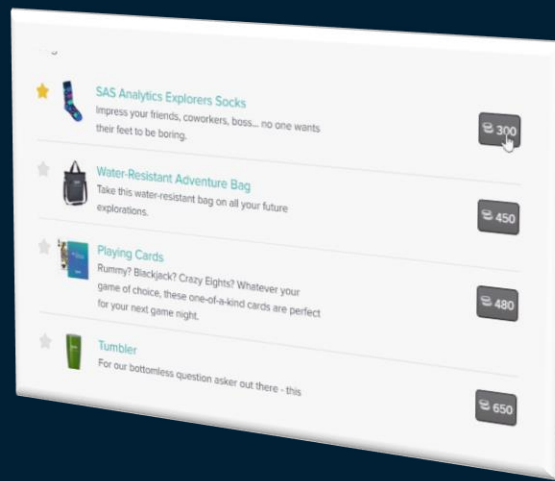 SAS Analytics Explorers Socks
Impress your friends, coworkers, boss... no one wants
their feet to be boring.
300
Water-Resistant Adventure Bag
Take this water-resistant bag on all your future
explorations.
450
Playing Cards
Rummy? Blackjack? Crazy Eights? Whatever your
game of choice, these one-of-a-kind cards are perfect
for your next game night.
480
Tumbler
For our bottomless question asker out there - this
650